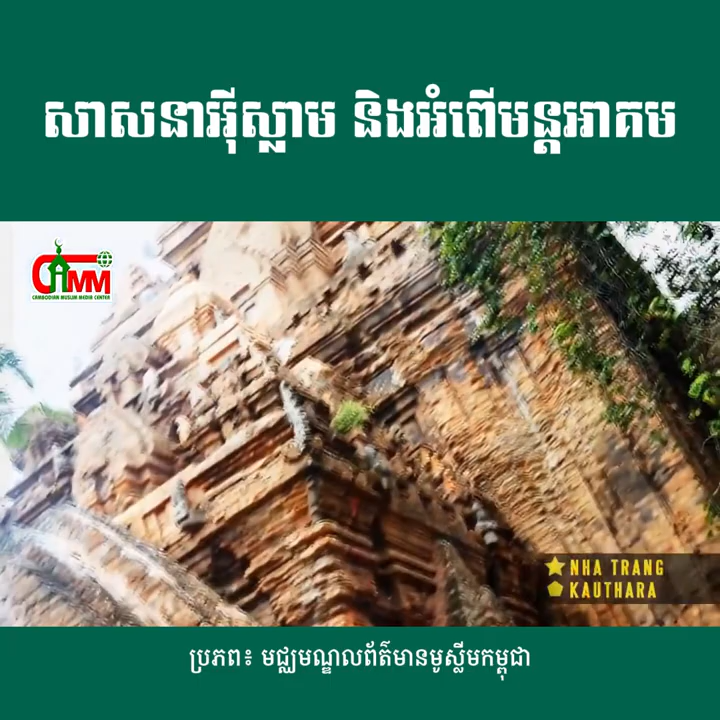 សាសនាអ៊ីស្លាម និងអំពើមន្តអាគម
CAMM
CAMBODIAN MUSLIM MEDIA CENTER
NHA TRANG
KAUTHARA
ប្រភព៖ មជ្ឈមណ្ឌលព័ត៌មានមូស្លីមកម្ពុជា